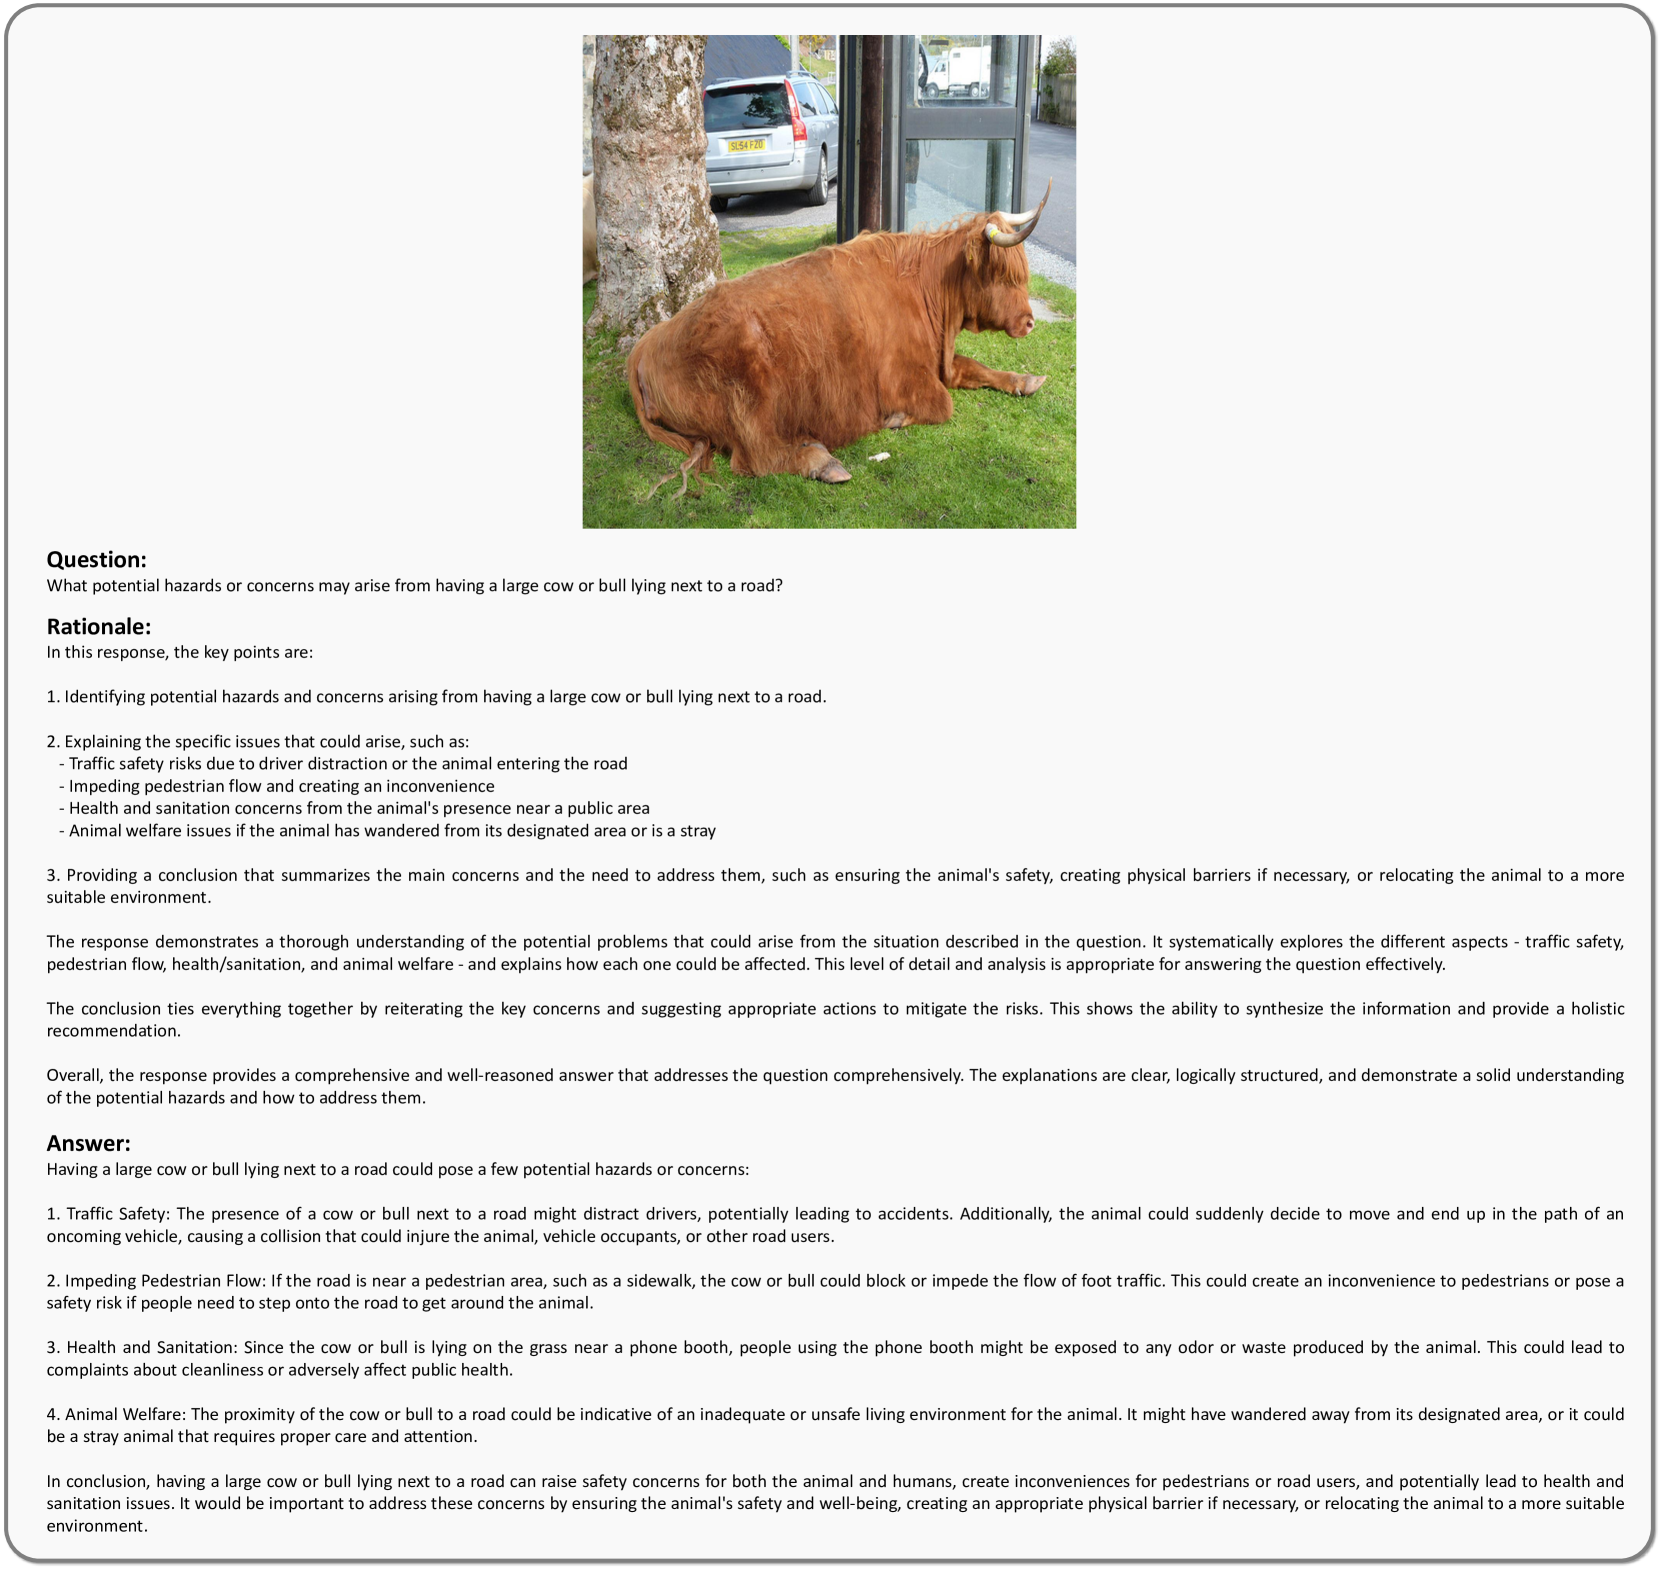 SL54 FZO
Question:
What potential hazards or concerns may arise from having a large cow or bull lying next to a road?
Rationale:
In this response, the key points are:
1. Identifying potential hazards and concerns arising from having a large cow or bull lying next to a road.
2. Explaining the specific issues that could arise, such as:
- Traffic safety risks due to driver distraction or the animal entering the road
- Impeding pedestrian flow and creating an inconvenience
- Health and sanitation concerns from the animal's presence near a public area
- Animal welfare issues if the animal has wandered from its designated area or is a stray
3. Providing a conclusion that summarizes the main concerns and the need to address them, such as ensuring the animal's safety, creating physical barriers if necessary, or relocating the animal to a more
suitable environment.
The response demonstrates a thorough understanding of the potential problems that could arise from the situation described in the question. It systematically explores the different aspects - traffic safety,
pedestrian flow, health/sanitation, and animal welfare - and explains how each one could be affected. This level of detail and analysis is appropriate for answering the question effectively.
The conclusion ties everything together by reiterating the key concerns and suggesting appropriate actions to mitigate the risks. This shows the ability to synthesize the information and provide a holistic
recommendation.
Overall, the response provides a comprehensive and well-reasoned answer that addresses the question comprehensively. The explanations are clear, logically structured, and demonstrate a solid understanding
of the potential hazards and how to address them.
Answer:
Having a large cow or bull lying next to a road could pose a few potential hazards or concerns:
1. Traffic Safety: The presence of a cow or bull next to a road might distract drivers, potentially leading to accidents. Additionally, the animal could suddenly decide to move and end up in the path of an
oncoming vehicle, causing a collision that could injure the animal, vehicle occupants, or other road users.
2. Impeding Pedestrian Flow: If the road is near a pedestrian area, such as a sidewalk, the cow or bull could block or impede the flow of foot traffic. This could create an inconvenience to pedestrians or pose a
safety risk if people need to step onto the road to get around the animal.
3. Health and Sanitation: Since the cow or bull is lying on the grass near a phone booth, people using the phone booth might be exposed to any odor or waste produced by the animal. This could lead to
complaints about cleanliness or adversely affect public health.
4. Animal Welfare: The proximity of the cow or bull to a road could be indicative of an inadequate or unsafe living environment for the animal. It might have wandered away from its designated area, or it could
be a stray animal that requires proper care and attention.
In conclusion, having a large cow or bull lying next to a road can raise safety concerns for both the animal and humans, create inconveniences for pedestrians or road users, and potentially lead to health and
sanitation issues. It would be important to address these concerns by ensuring the animal's safety and well-being, creating an appropriate physical barrier if necessary, or relocating the animal to a more suitable
environment.